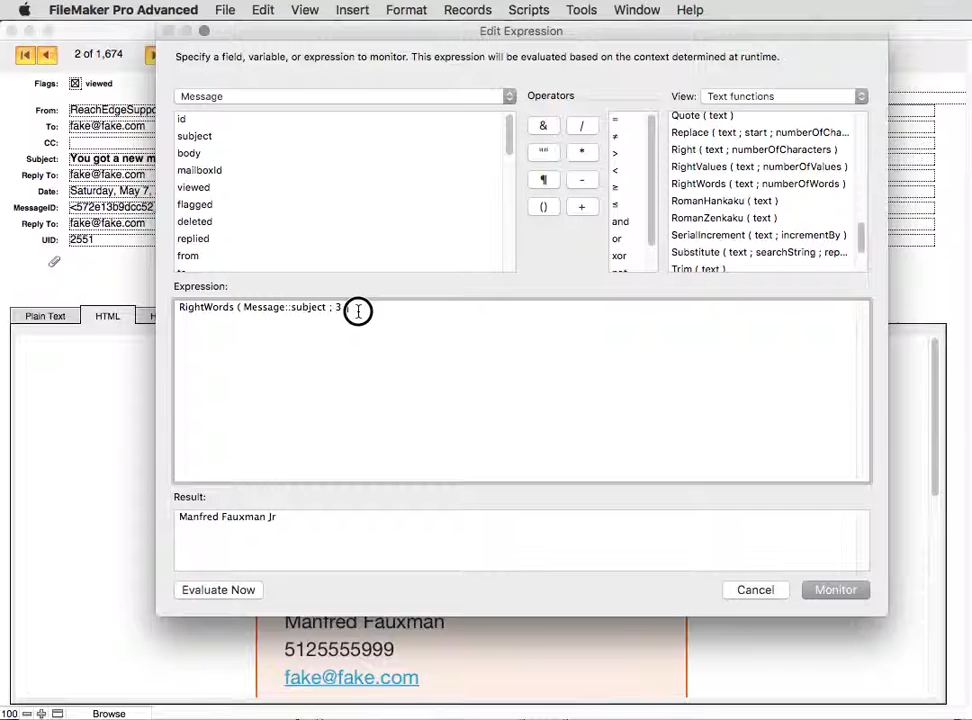 FileMaker Pro Advanced File Edit View Insert Format Records Scripts Tools Window Help
Edit Expression
2 of 1,674
Specify a field, variable, or expression to monitor. This expression will be evaluated based on the context determined at runtime.
Flags: viewed
Message
Operators
View: Text functions
From: ReachEdgeSuppo
To: fake@fake.com
CC:
Subject: You got a new m
Reply To: fake@fake.com
Date: Saturday, May 7,
MessageID: <572e13b9dcc52
Reply To: fake@fake.com
UID: 2551
id
subject
body
mailboxId
viewed
flagged
deleted
replied
from
& /
"" *
¶ -
() +
=
≠
>
<
≥
≤
and
or
xor
not
Quote ( text )
Replace ( text ; start ; numberOfCha...
Right ( text ; numberOfCharacters )
RightValues ( text ; numberOfValues )
RightWords ( text ; numberOfWords )
RomanHankaku ( text )
RomanZenkaku ( text )
SerialIncrement ( text ; incrementBy )
Substitute ( text ; searchString ; rep...
Trim ( text )
Expression:
RightWords ( Message::subject ; 3
Plain Text HTML H
Result:
Manfred Fauxman Jr
Evaluate Now Cancel Monitor
Manfred Fauxman
5125555999
fake@fake.com
100 Browse